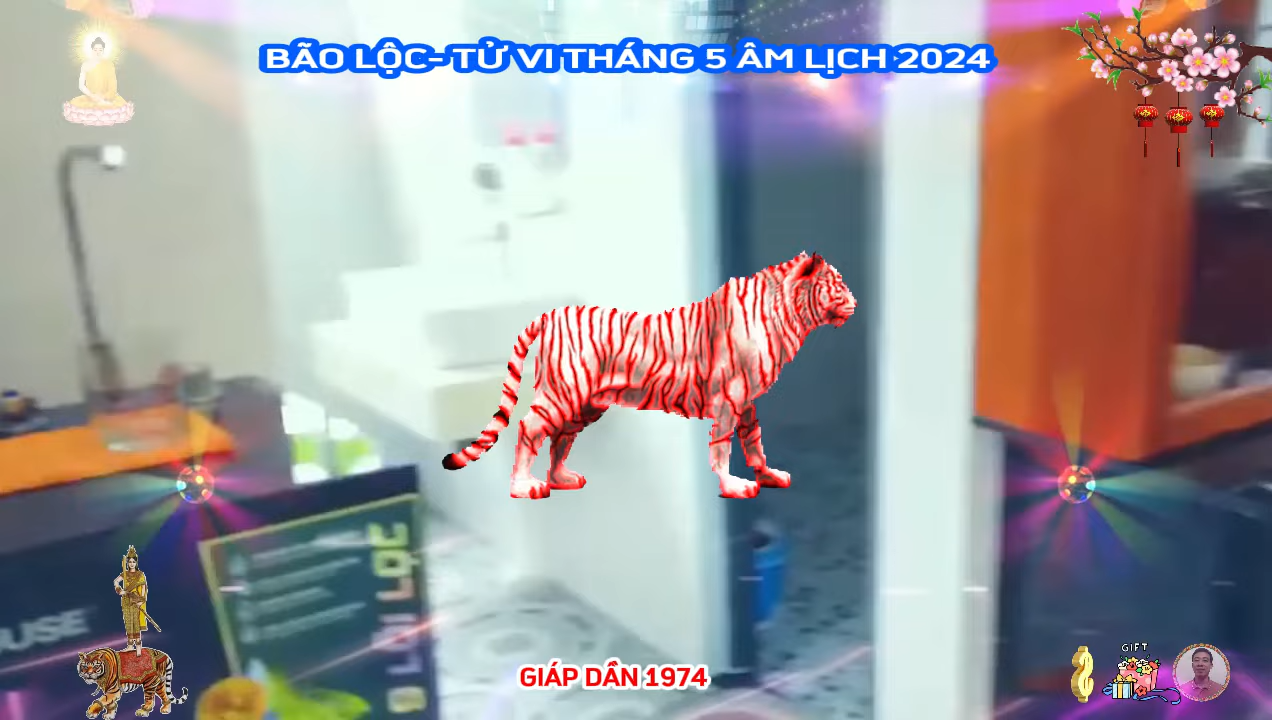 BÃO LỘC- TỬ VI THÁNG 5 ÂM LỊCH 2024
GIFT
GIÁP DẦN 1974